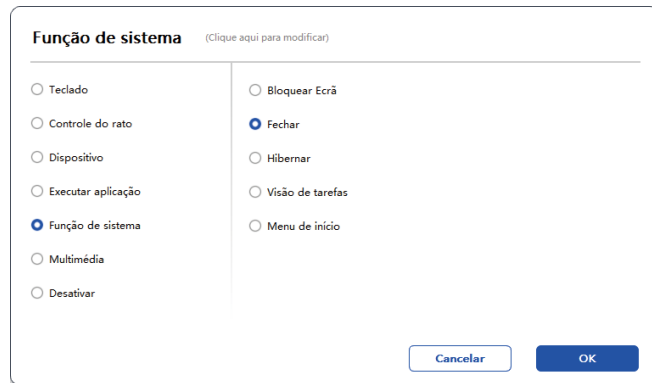 Função de sistema (Clique aqui para modificar)
Teclado
Controle do rato
Dispositivo
Executar aplicação
Função de sistema
Multimédia
Desativar
Bloquear Ecrã
Fechar
Hibernar
Visão de tarefas
Menu de início
Cancelar OK